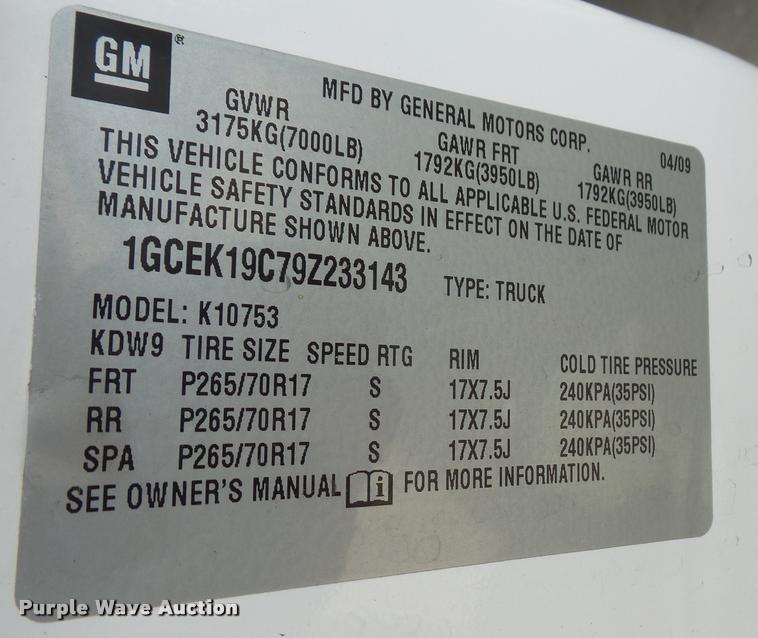 GM ®
MFD BY GENERAL MOTORS CORP. 04/09
GVWR GAWR FRT GAWR RR
3175KG(7000LB) 1792KG(3950LB) 1792KG(3950LB)
THIS VEHICLE CONFORMS TO ALL APPLICABLE U.S. FEDERAL MOTOR
VEHICLE SAFETY STANDARDS IN EFFECT ON THE DATE OF
MANUFACTURE SHOWN ABOVE.
1GCEK19C79Z233143 TYPE: TRUCK
MODEL: K10753
KDW9 TIRE SIZE SPEED RTG RIM COLD TIRE PRESSURE
FRT P265/70R17 S 17X7.5J 240KPA(35PSI)
RR P265/70R17 S 17X7.5J 240KPA(35PSI)
SPA P265/70R17 S 17X7.5J 240KPA(35PSI)
SEE OWNER'S MANUAL i FOR MORE INFORMATION.
Purple Wave Auction